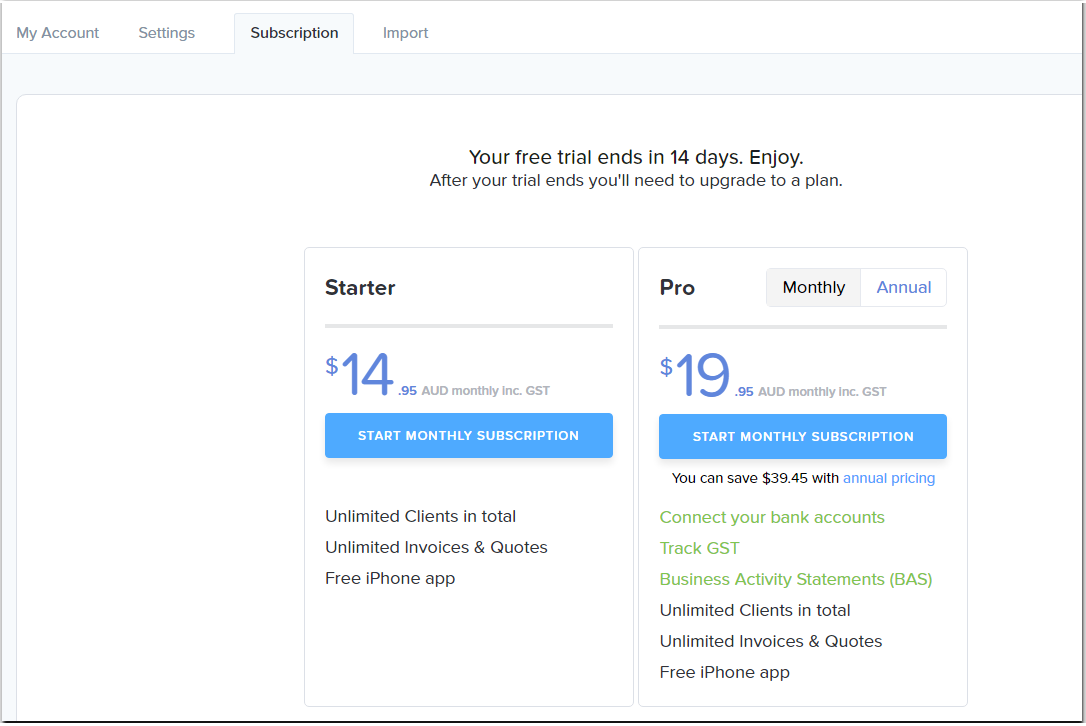 My Account Settings Subscription Import
Your free trial ends in 14 days. Enjoy.
After your trial ends you'll need to upgrade to a plan.
Starter
$14.95 AUD monthly inc. GST
START MONTHLY SUBSCRIPTION
Unlimited Clients in total
Unlimited Invoices & Quotes
Free iPhone app
Pro Monthly Annual
$19.95 AUD monthly inc. GST
START MONTHLY SUBSCRIPTION
You can save $39.45 with annual pricing
Connect your bank accounts
Track GST
Business Activity Statements (BAS)
Unlimited Clients in total
Unlimited Invoices & Quotes
Free iPhone app